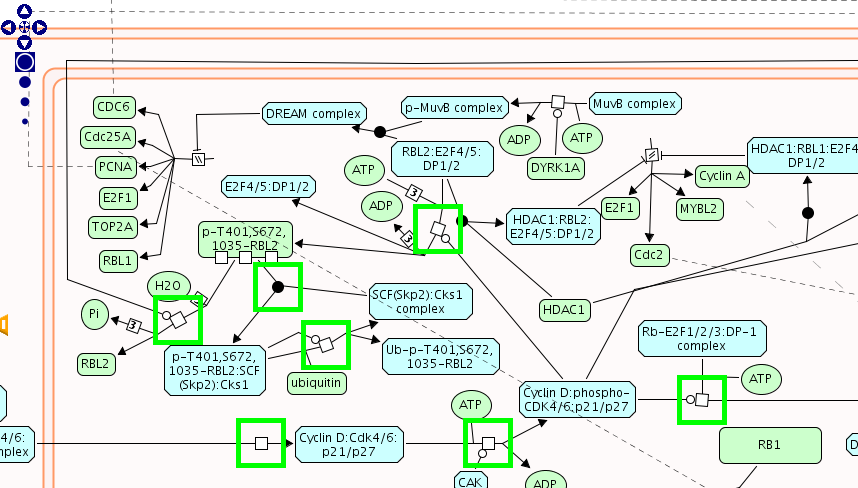 CDC6
Cdc25A
PCNA
E2F1
TOP2A
RBL1
DREAM complex
p-MuvB complex
MuvB complex
ADP
ATP
DYRK1A
RBL2:E2F4/5:
DP1/2
HDAC1:RBL1:E2F4
DP1/2
Cyclin A
E2F1
MYBL2
Cdc2
E2F4/5:DP1/2
ATP
3
ADP
3
HDAC1:RBL2:
E2F4/5:DP1/2
p-T401,S672,
1035-RBL2
H2O
Pi
3
RBL2
SCF(Skp2):Cks1
complex
HDAC1
p-T401,S672,
1035-RBL2:SCF
(Skp2):Cks1
ubiquitin
Ub-p-T401,S672,
1035-RBL2
Rb-E2F1/2/3:DP-1
complex
ATP
Cyclin D:phospho-
CDK4/6:p21/p27
ATP
4/6:
mplex
Cyclin D:Cdk4/6:
p21/p27
CAK
ADP
RB1
D